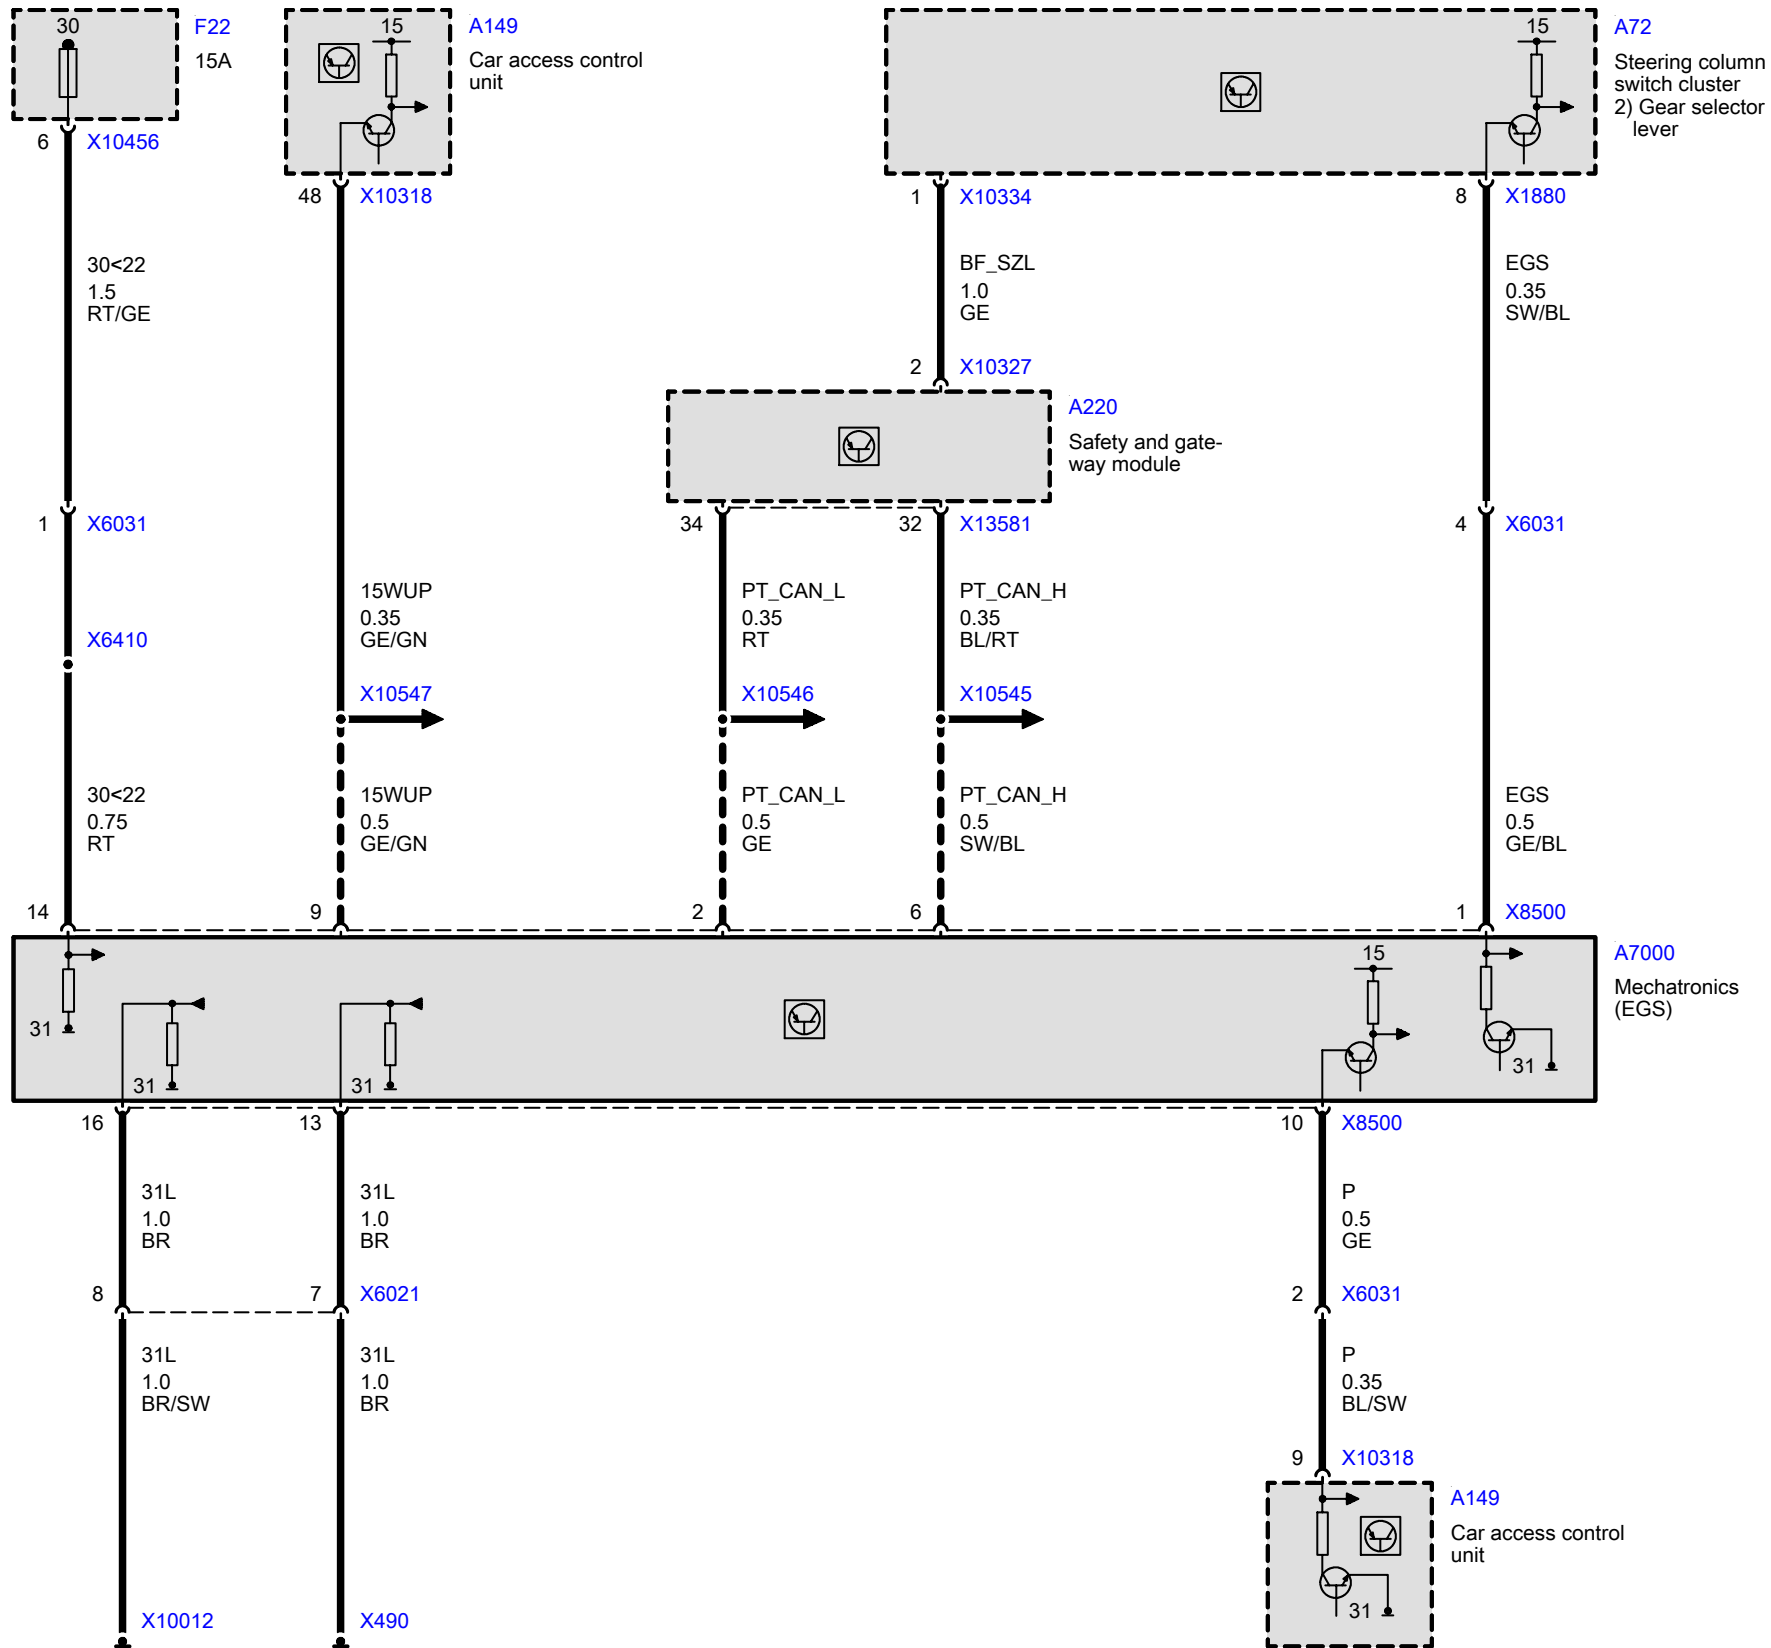 30
F22
15A
15
A149
Car access control
unit
15
A72
Steering column
switch cluster
2) Gear selector
lever
6
X10456
48
X10318
1
X10334
8
X1880
30<22
1.5
RT/GE
BF_SZL
1.0
GE
EGS
0.35
SW/BL
2
X10327
A220
Safety and gate-
way module
1
X6031
34
32
X13581
4
X6031
15WUP
0.35
GE/GN
PT_CAN_L
0.35
RT
PT_CAN_H
0.35
BL/RT
X6410
X10547
X10546
X10545
30<22
0.75
RT
15WUP
0.5
GE/GN
PT_CAN_L
0.5
GE
PT_CAN_H
0.5
SW/BL
EGS
0.5
GE/BL
14
9
2
6
1
X8500
A7000
Mechatronics
(EGS)
15
31
31
31
31
16
13
10
X8500
31L
1.0
BR
31L
1.0
BR
P
0.5
GE
8
7
X6021
2
X6031
31L
1.0
BR/SW
31L
1.0
BR
P
0.35
BL/SW
9
X10318
A149
Car access control
unit
31
X10012
X490